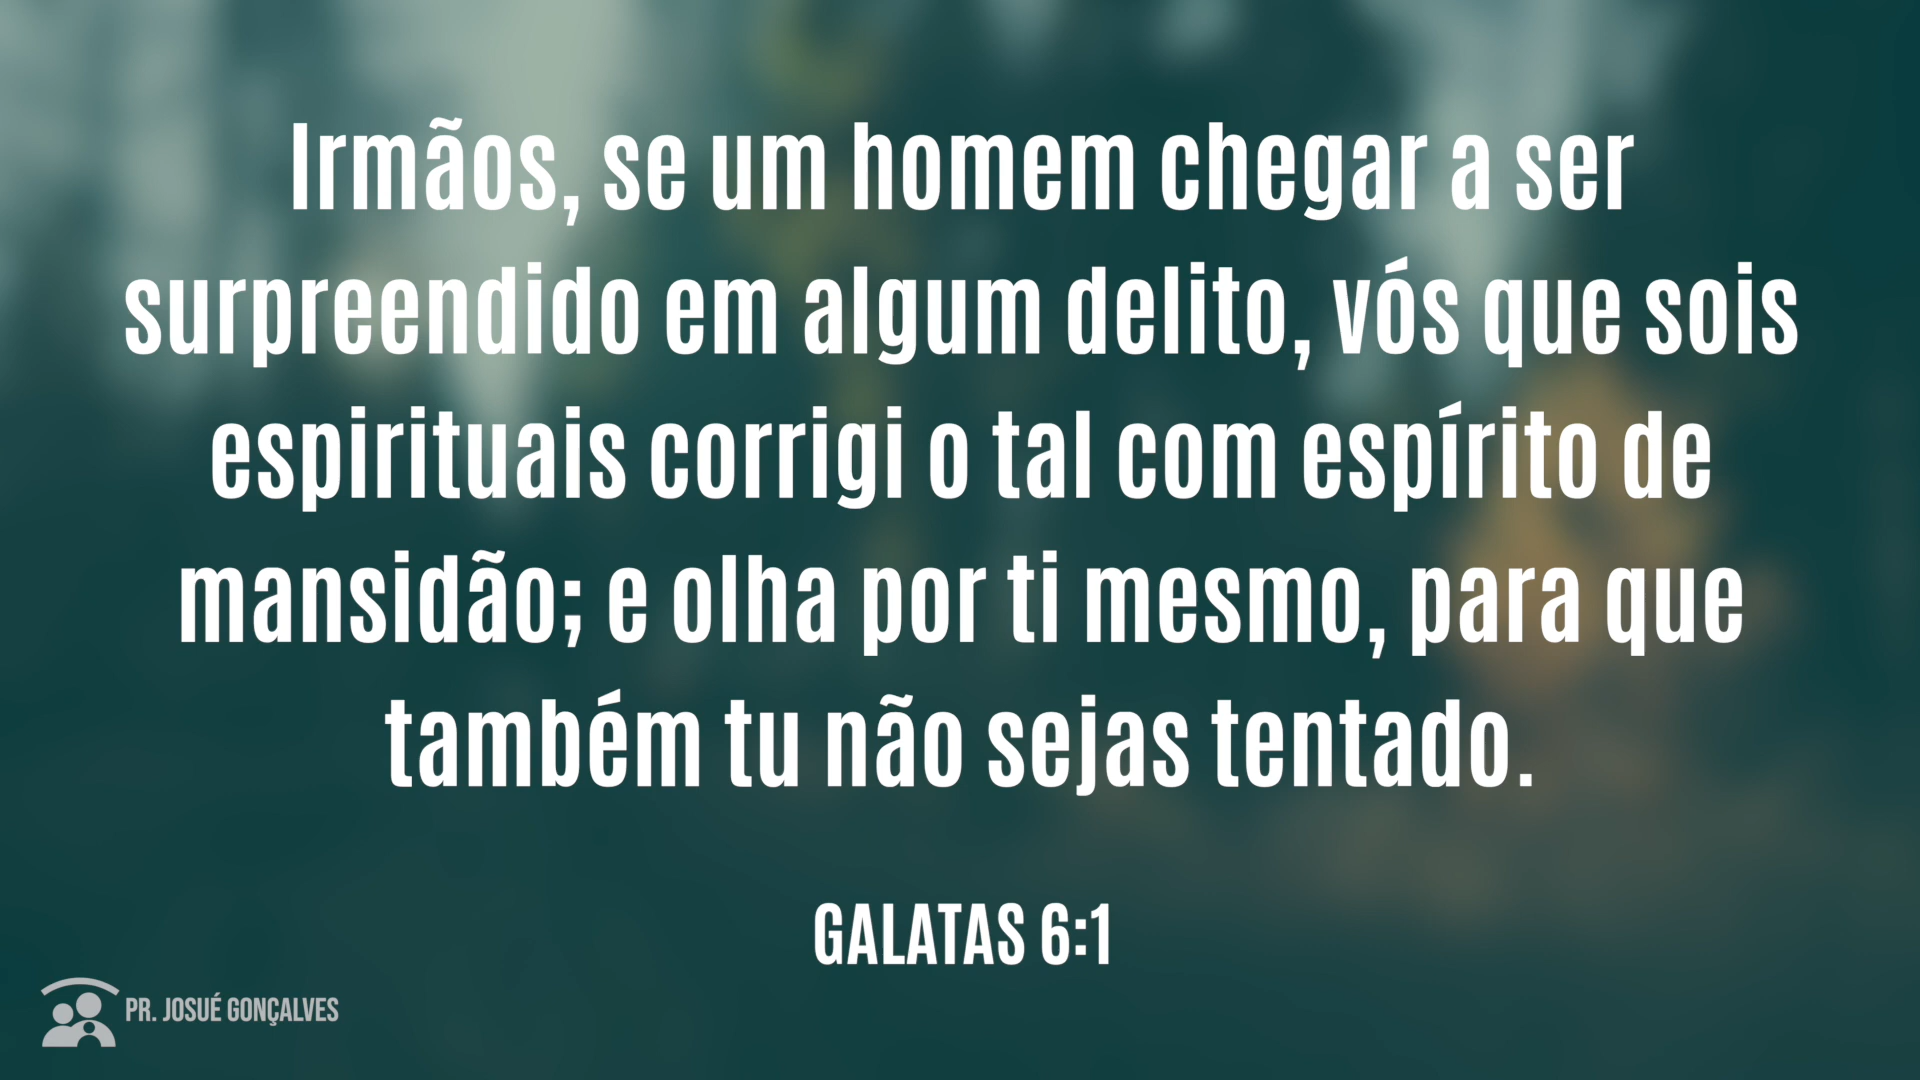 Irmãos, se um homem chegar a ser
surpreendido em algum delito, vós que sois
espirituais corrigi o tal com espírito de
mansidão; e olha por ti mesmo, para que
também tu não sejas tentado.
GALATAS 6:1
PR. JOSUÉ GONÇALVES